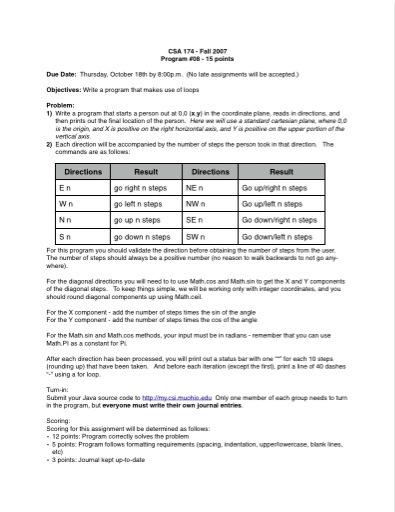 CSA 174 - Fall 2007
Program #08 - 15 points
Due Date: Thursday, October 18th by 8:00p.m. (No late assignments will be accepted.)
Objectives: Write a program that makes use of loops
Problem:
1) Write a program that starts a person out at 0,0 (x,y) in the coordinate plane, reads in directions, and
then prints out the final location of the person. Here we will use a standard cartesian plane, where 0,0
is the origin, and X is positive on the right horizontal axis, and Y is positive on the upper portion of the
vertical axis.
2) Each direction will be accompanied by the number of steps the person took in that direction. The
commands are as follows:
Directions Result Directions Result
E n go right n steps NE n Go up/right n steps
W n go left n steps NW n Go up/left n steps
N n go up n steps SE n Go down/right n steps
S n go down n steps SW n Go down/left n steps
For this program you should validate the direction before obtaining the number of steps from the user.
The number of steps should always be a positive number (no reason to walk backwards to not go any-
where).
For the diagonal directions you will need to to use Math.cos and Math.sin to get the X and Y components
of the diagonal steps. To keep things simple, we will be working only with integer coordinates, and you
should round diagonal components up using Math.ceil.
For the X component - add the number of steps times the sin of the angle
For the Y component - add the number of steps times the cos of the angle
For the Math.sin and Math.cos methods, your input must be in radians - remember that you can use
Math.PI as a constant for Pi.
After each direction has been processed, you will print out a status bar with one "*" for each 10 steps
(rounding up) that have been taken. And before each iteration (except the first), print a line of 40 dashes
"-" using a for loop.
Turn-in:
Submit your Java source code to http://my.csi.muohio.edu Only one member of each group needs to turn
in the program, but everyone must write their own journal entries.
Scoring:
Scoring for this assignment will be determined as follows:
• 12 points: Program correctly solves the problem
• 5 points: Program follows formatting requirements (spacing, indentation, upper/lowercase, blank lines,
etc)
• 3 points: Journal kept up-to-date